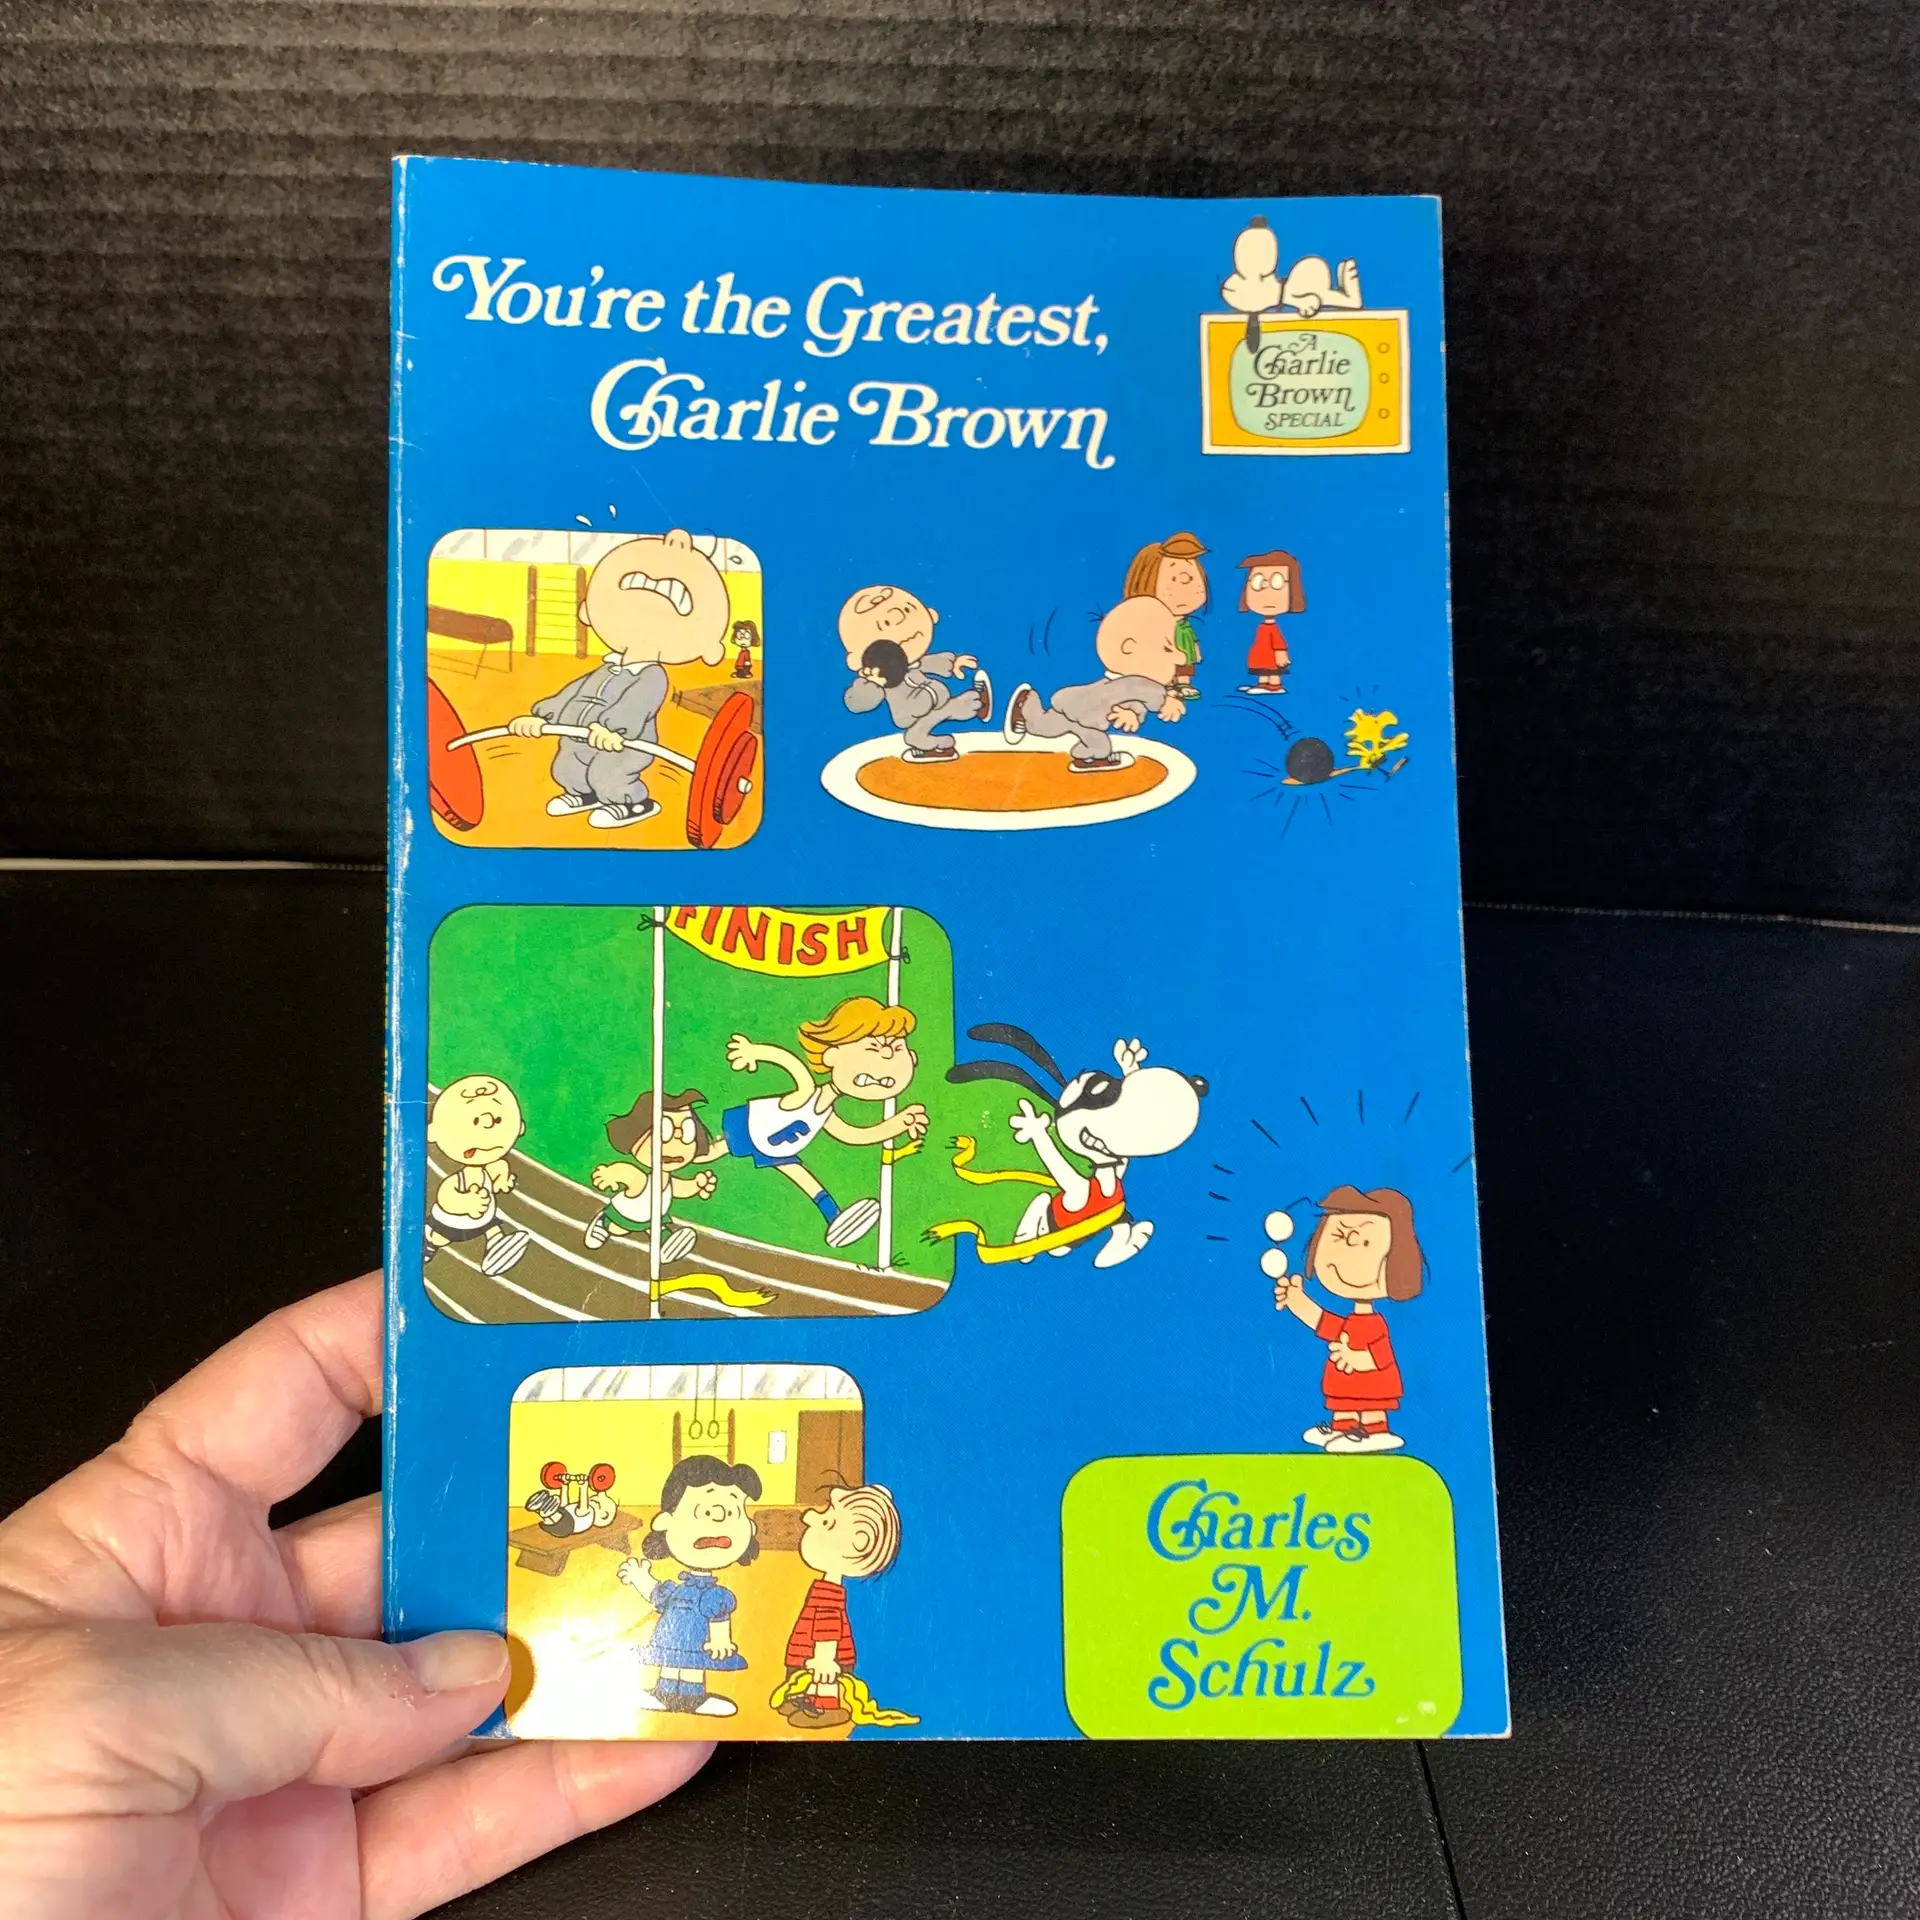 You're the Greatest,
Charlie Brown
A
Charlie
Brown
SPECIAL
FINISH
F
Charles
M.
Schulz